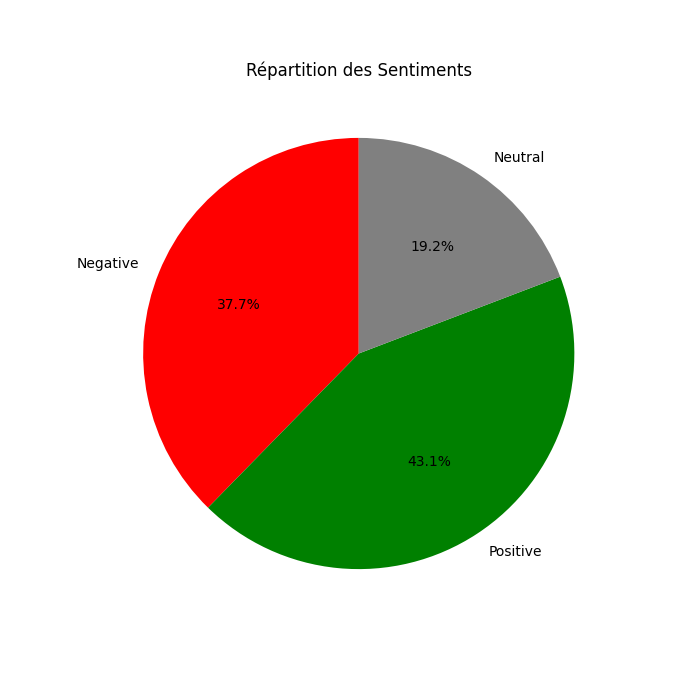 Répartition des Sentiments
Neutral
19.2%
Negative
37.7%
43.1%
Positive